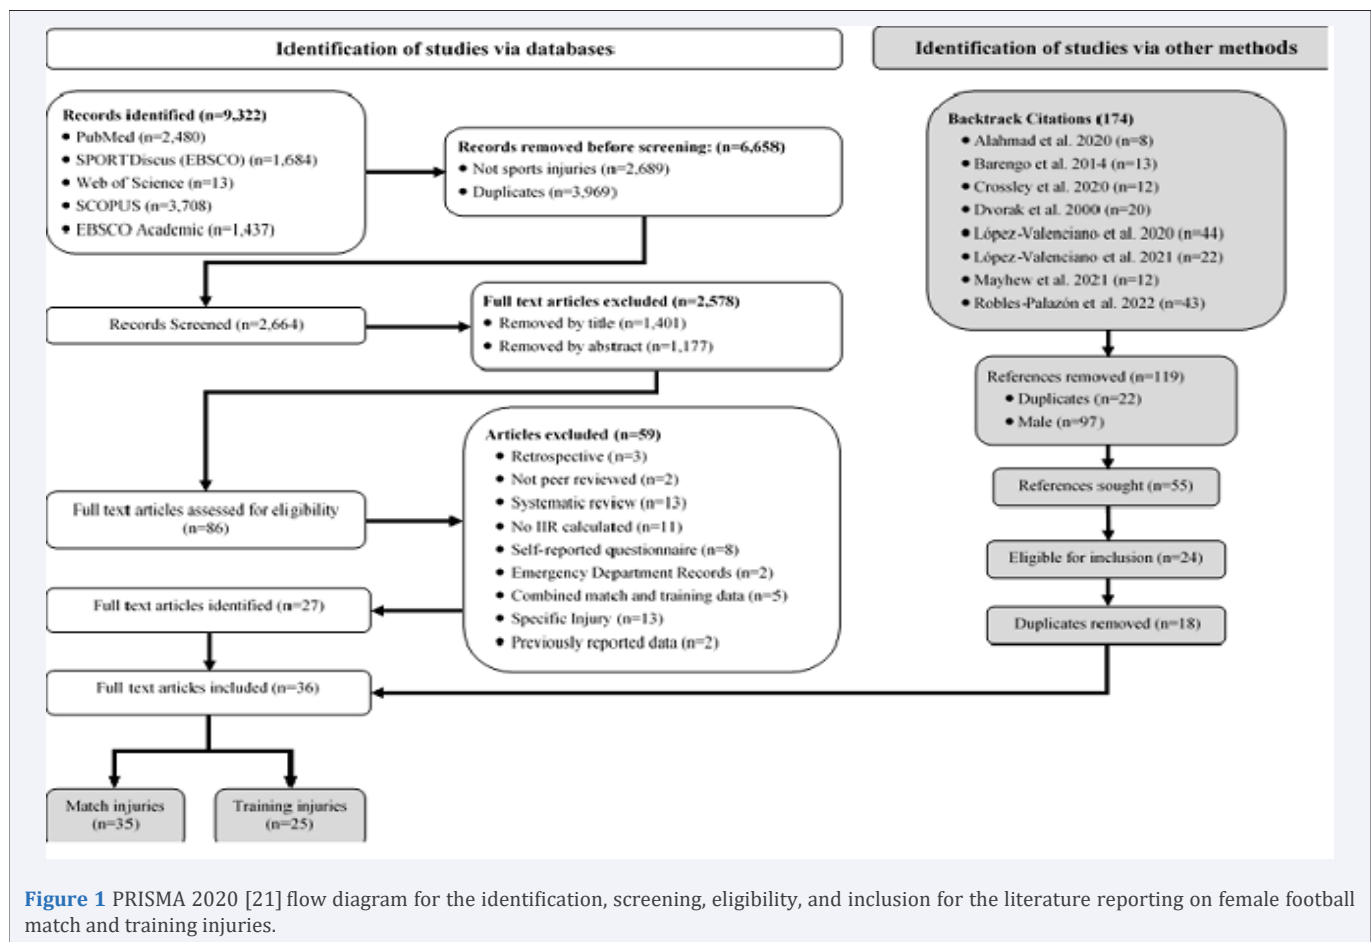 Identification of studies via databases
Identification of studies via other methods
Records identified (n=9,322)
• PubMed (n=2,480)
• SPORTDiscus (EBSCO) (n=1,684)
• Web of Science (n=13)
• SCOPUS (n=3,708)
• EBSCO Academic (n=1,437)
Records removed before screening: (n=6,658)
• Not sports injuries (n=2,689)
• Duplicates (n=3,969)
Records Screened (n=2,664)
Full text articles excluded (n=2,578)
• Removed by title (n=1,401)
• Removed by abstract (n=1,177)
Full text articles assessed for eligibility
(n=86)
Articles excluded (n=59)
• Retrospective (n=3)
• Not peer reviewed (n=2)
• Systematic review (n=13)
• No IIR calculated (n=11)
• Self-reported questionnaire (n=8)
• Emergency Department Records (n=2)
• Combined match and training data (n=5)
• Specific Injury (n=13)
• Previously reported data (n=2)
Full text articles identified (n=27)
Full text articles included (n=36)
Match injuries
(n=35)
Training injuries
(n=25)
Backtrack Citations (174)
• Alahmad et al. 2020 (n=8)
• Barengo et al. 2014 (n=13)
• Crossley et al. 2020 (n=12)
• Dvorak et al. 2000 (n=20)
• López-Valenciano et al. 2020 (n=44)
• López-Valenciano et al. 2021 (n=22)
• Mayhew et al. 2021 (n=12)
• Robles-Palazón et al. 2022 (n=43)
References removed (n=119)
• Duplicates (n=22)
• Male (n=97)
References sought (n=55)
Eligible for inclusion (n=24)
Duplicates removed (n=18)
Figure 1 PRISMA 2020 [21] flow diagram for the identification, screening, eligibility, and inclusion for the literature reporting on female football
match and training injuries.